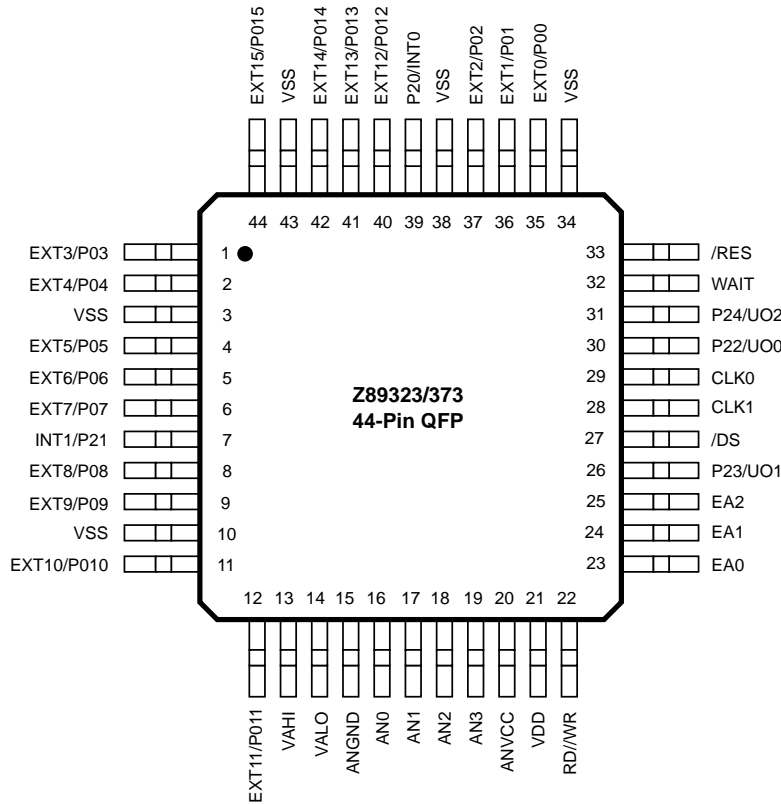 EXT15/P015
VSS
EXT14/P014
EXT13/P013
EXT12/P012
P20/INT0
VSS
EXT2/P02
EXT1/P01
EXT0/P00
VSS
44 43 42 41 40 39 38 37 36 35 34
EXT3/P03 1 33 /RES
EXT4/P04 2 32 WAIT
VSS 3 31 P24/UO2
EXT5/P05 4 30 P22/UO0
EXT6/P06 5 29 CLK0
EXT7/P07 6 28 CLK1
INT1/P21 7 27 /DS
EXT8/P08 8 26 P23/UO1
EXT9/P09 9 25 EA2
VSS 10 24 EA1
EXT10/P010 11 23 EA0
Z89323/373
44-Pin QFP
12 13 14 15 16 17 18 19 20 21 22
EXT11/P011
VAHI
VALO
ANGND
AN0
AN1
AN2
AN3
ANVCC
VDD
RD//WR